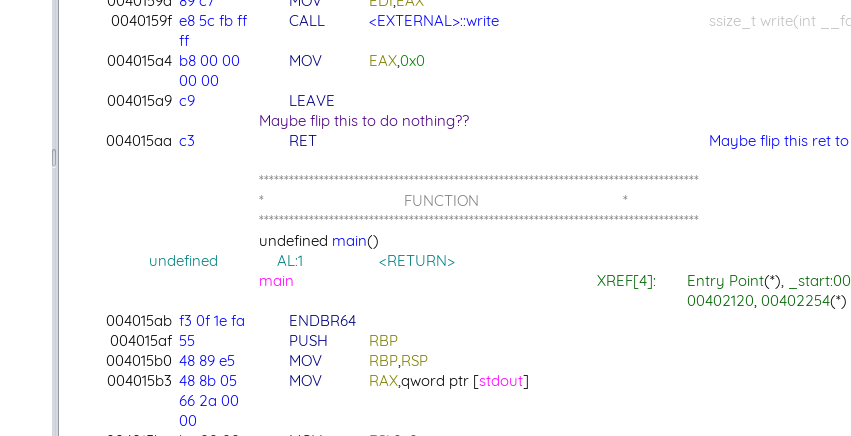 0040159d 89 c7 MOV EDI,EAX
0040159f e8 5c fb ff CALL <EXTERNAL>::write ssize_t write(int
ff
004015a4 b8 00 00 MOV EAX,0x0
00 00
004015a9 c9 LEAVE
Maybe flip this to do nothing??
004015aa c3 RET Maybe flip this ret to
****************************************************************************************
* FUNCTION *
****************************************************************************************
undefined main()
undefined AL:1 <RETURN>
main XREF[4]: Entry Point(*), _start:00
00402120, 00402254(*)
004015ab f3 0f 1e fa ENDBR64
004015af 55 PUSH RBP
004015b0 48 89 e5 MOV RBP,RSP
004015b3 48 8b 05 MOV RAX,qword ptr [stdout]
66 2a 00
00